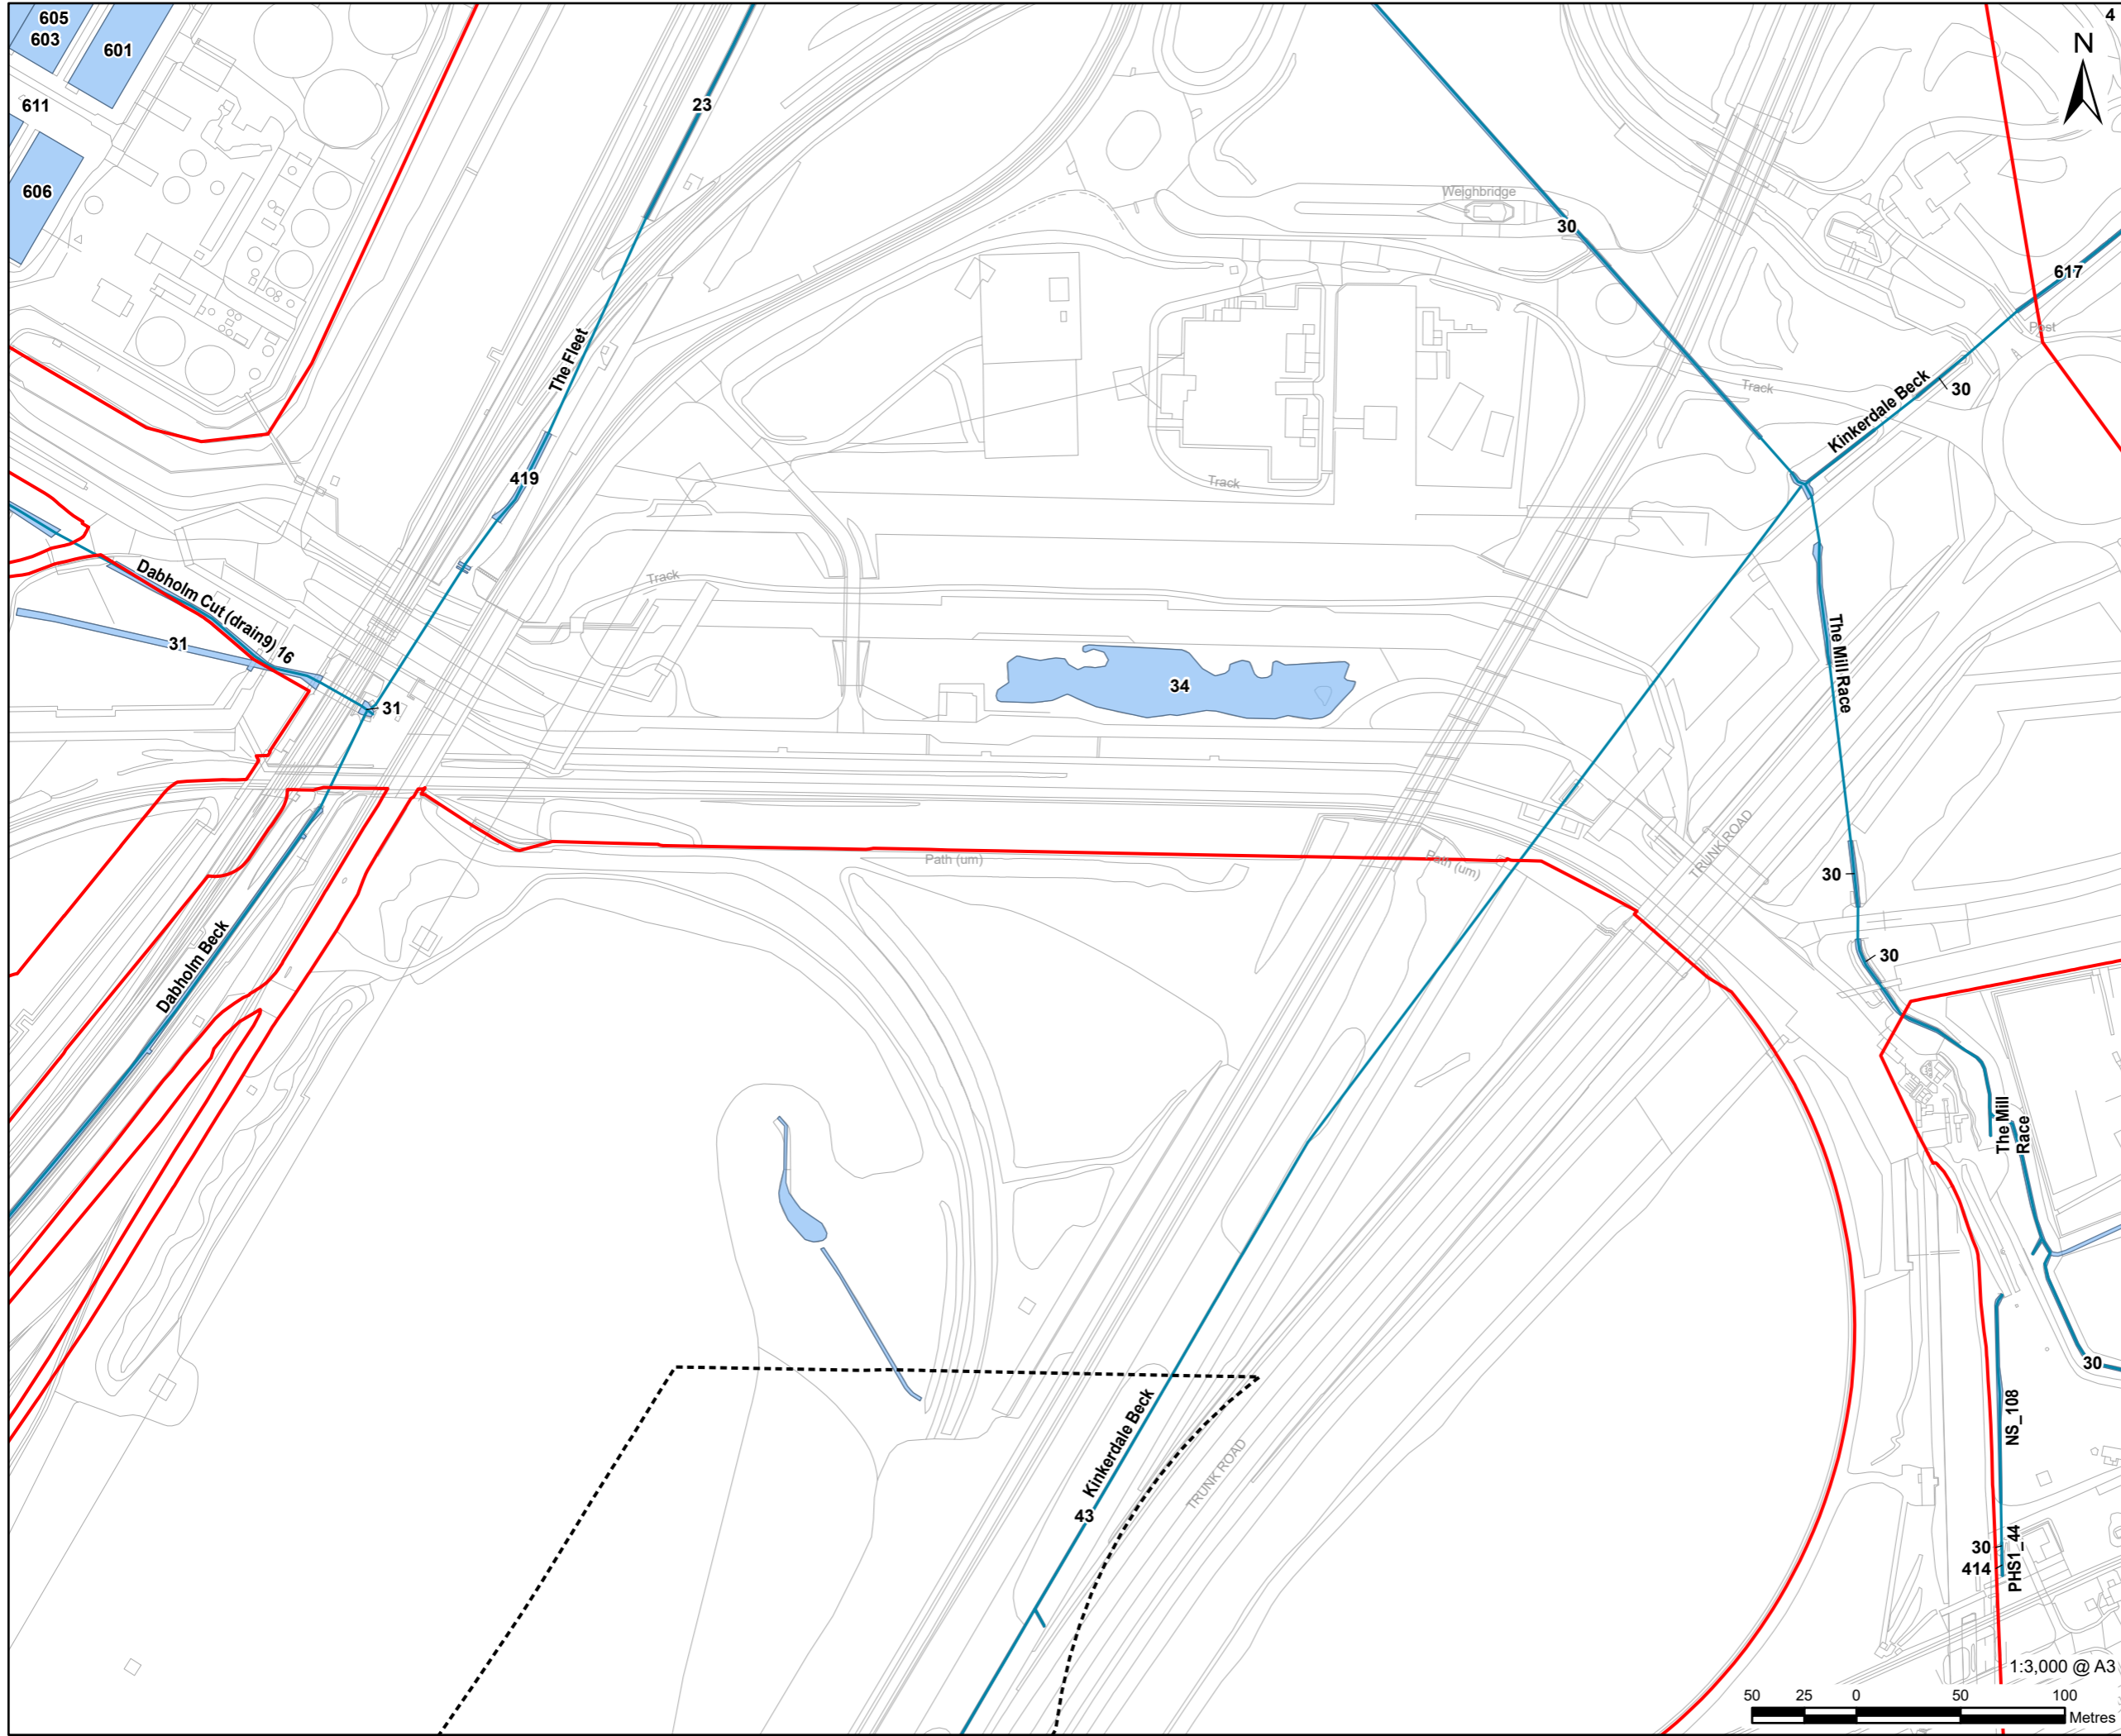 605
603
601
4
N
611
23
606
Weighbridge
30
617
Post
The Fleet
Kinkerdale Beck
30
Track
419
Track
Dabholm Cut (drain9) 16
Track
31
The Mill Race
34
31
TRUNK ROAD
Path (um)
Path (um)
30
Dabholm Beck
30
The Mill
Race
30
Kinkerdale Beck
NS_108
TRUNK ROAD
43
30
414
PHS1_44
1:3,000 @ A3
50 25 0 50 100
Metres